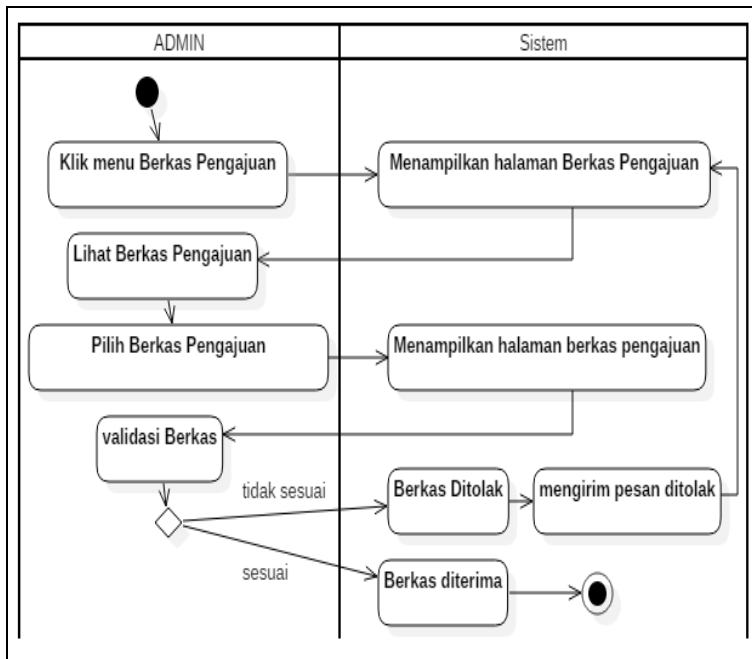 ADMIN
Sistem
Klik menu Berkas Pengajuan
Menampilkan halaman Berkas Pengajuan
Lihat Berkas Pengajuan
Pilih Berkas Pengajuan
Menampilkan halaman berkas pengajuan
validasi Berkas
tidak sesuai
Berkas Ditolak
mengirim pesan ditolak
sesuai
Berkas diterima